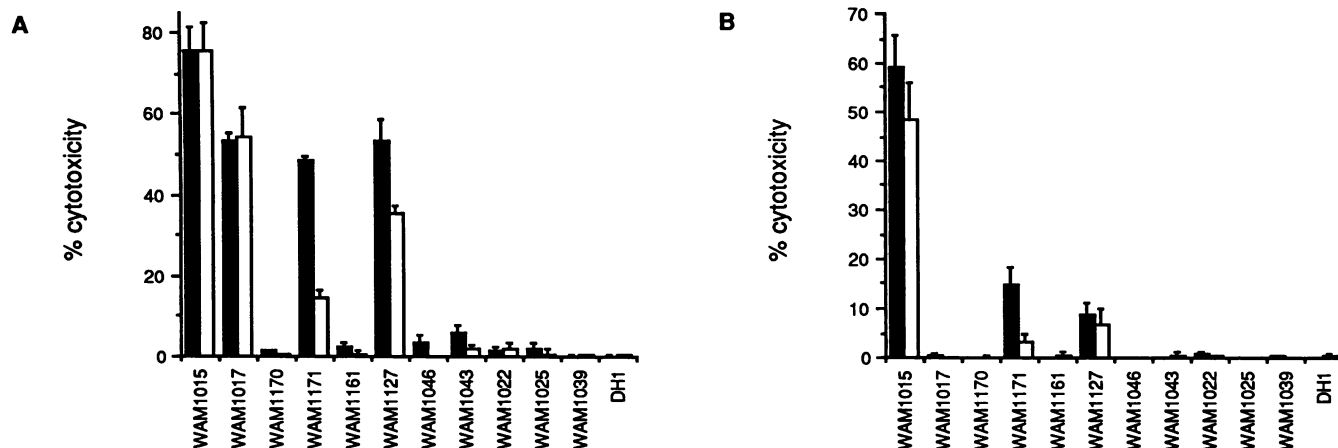 A
% cytotoxicity
80
60
40
20
0
WAM1015
WAM1017
WAM1170
WAM1171
WAM1161
WAM1127
WAM1046
WAM1043
WAM1022
WAM1025
WAM1039
DH1
B
% cytotoxicity
70
60
50
40
30
20
10
0
WAM1015
WAM1017
WAM1170
WAM1171
WAM1161
WAM1127
WAM1046
WAM1043
WAM1022
WAM1025
WAM1039
DH1